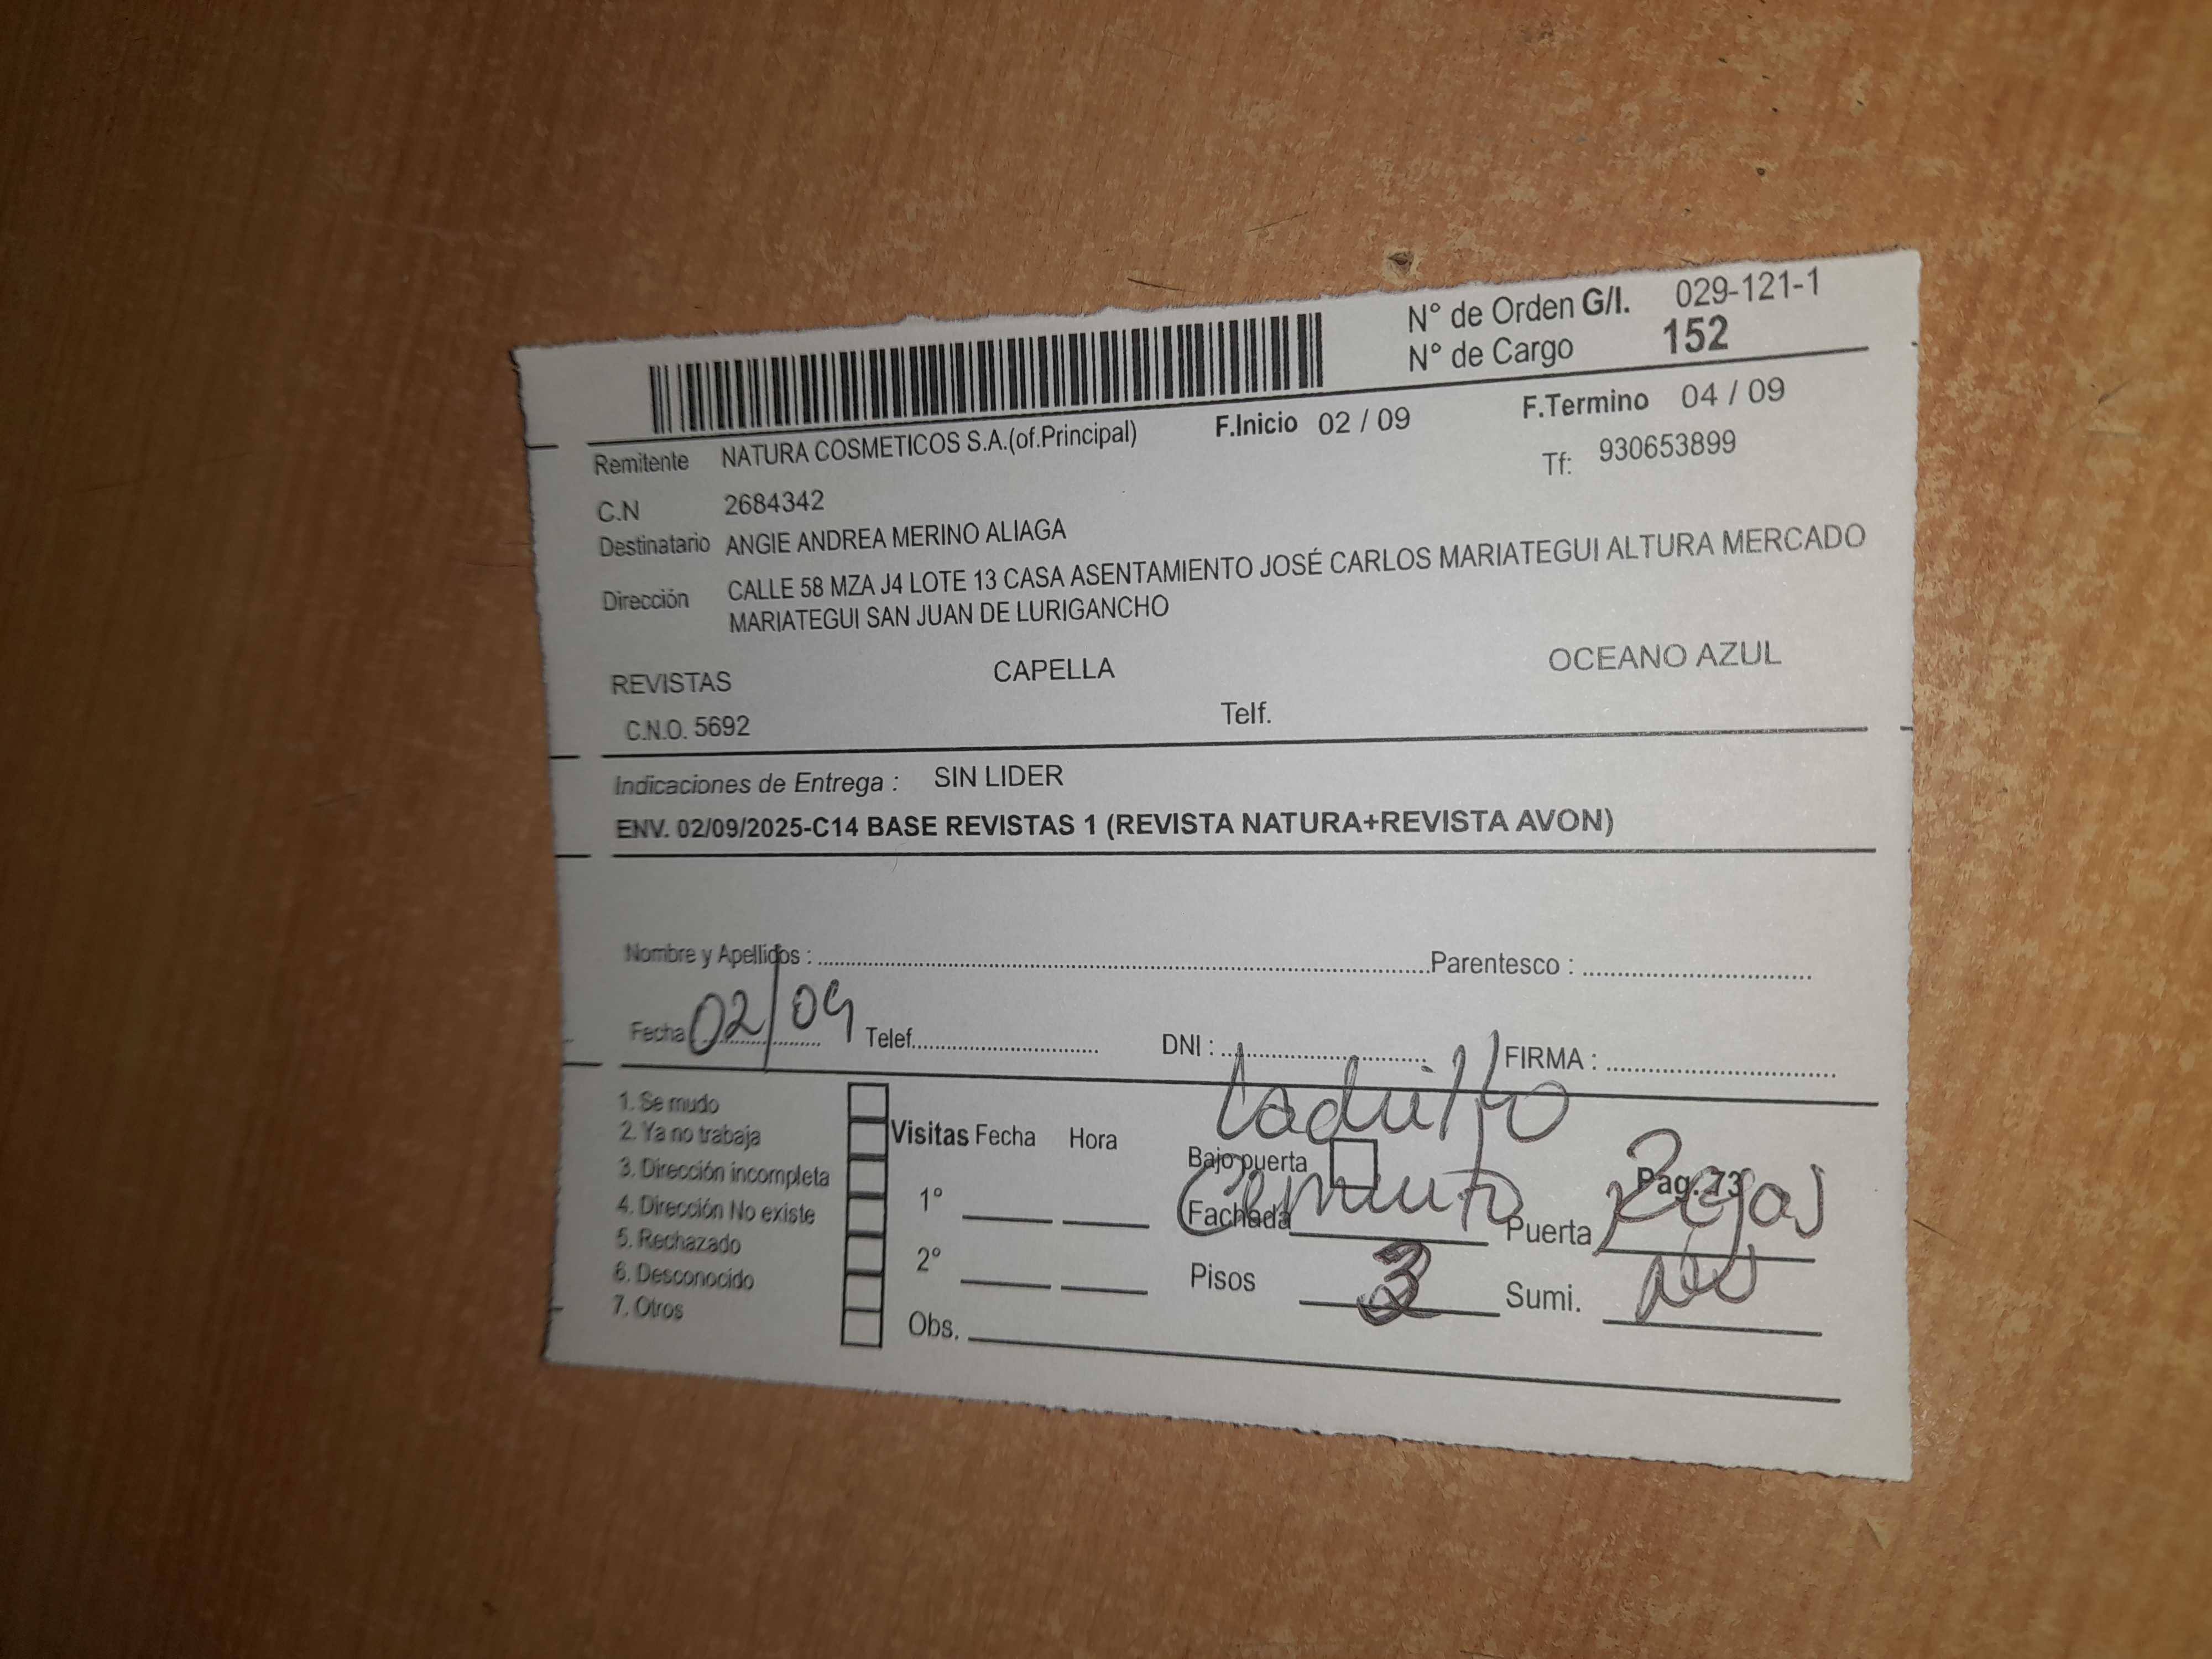 N° de Orden G/I. 029-121-1
N° de Cargo 152
Remitente NATURA COSMETICOS S.A.(of.Principal) F.Inicio 02 / 09 F.Termino 04 / 09
C.N 2684342 Tf: 930653899
Destinatario ANGIE ANDREA MERINO ALIAGA
Dirección CALLE 58 MZA J4 LOTE 13 CASA ASENTAMIENTO JOSÉ CARLOS MARIATEGUI ALTURA MERCADO
MARIATEGUI SAN JUAN DE LURIGANCHO
REVISTAS CAPELLA OCEANO AZUL
C.N.O. 5692 Telf.
Indicaciones de Entrega : SIN LIDER
ENV. 02/09/2025-C14 BASE REVISTAS 1 (REVISTA NATURA+REVISTA AVON)
Nombre y Apellidos : Parentesco :
Fecha 02/09 Telef. DNI : FIRMA :
ladrillo
1. Se mudo
2. Ya no trabaja
3. Dirección incompleta
4. Dirección No existe
5. Rechazado
6. Desconocido
7. Otros
Visitas Fecha Hora
1°
2°
Obs.
Bajo puerta Pag. 73
Fachada Cemento Puerta Rejas
Pisos 3 Sumi.